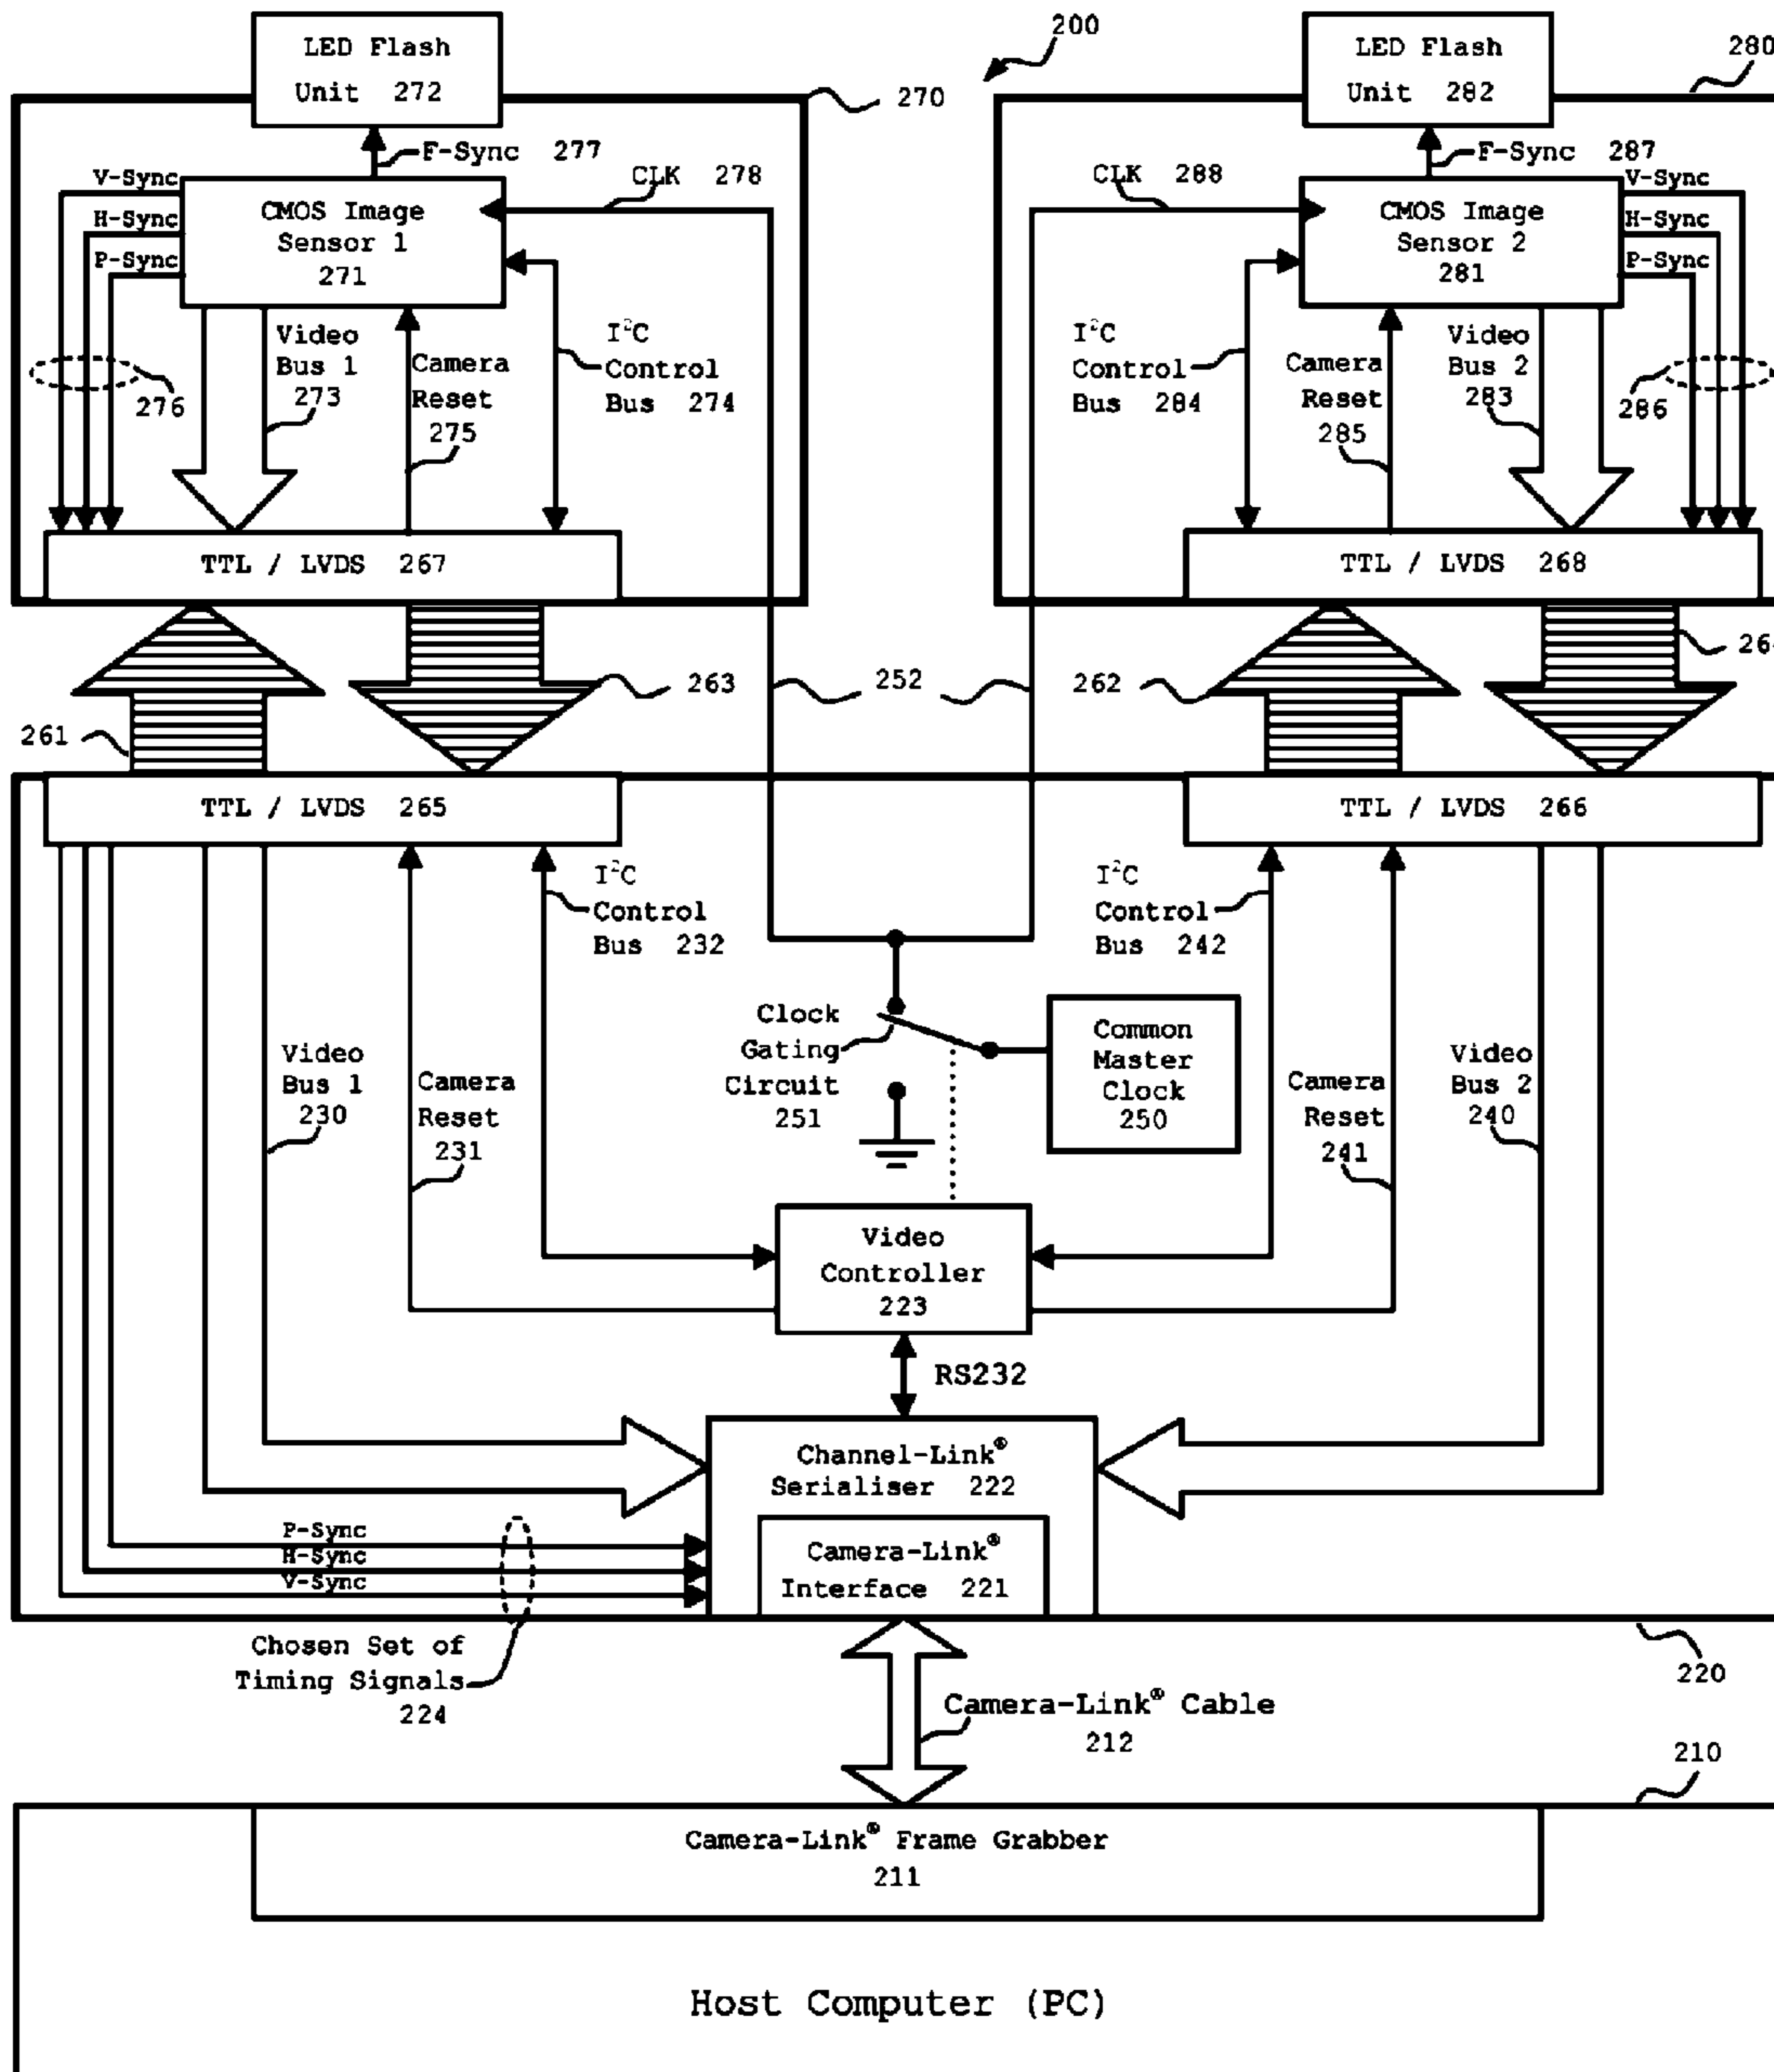 200
LED Flash
Unit 272
270
F-Sync 277
V-Sync
H-Sync
P-Sync
CMOS Image
Sensor 1
271
CLK 278
Video
Bus 1
273
Camera
Reset
275
I²C
Control
Bus 274
276
TTL / LVDS 267
LED Flash
Unit 282
280
F-Sync 287
CLK 288
CMOS Image
Sensor 2
281
V-Sync
H-Sync
P-Sync
I²C
Control
Bus 284
Camera
Reset
285
Video
Bus 2
283
286
TTL / LVDS 268
261
263
252
262
TTL / LVDS 265
TTL / LVDS 266
I²C
Control
Bus 232
I²C
Control
Bus 242
Video
Bus 1
230
Camera
Reset
231
Clock
Gating
Circuit
251
Common
Master
Clock
250
Camera
Reset
241
Video
Bus 2
240
Video
Controller
223
RS232
Channel-Link®
Serialiser 222
Camera-Link®
Interface 221
P-Sync
H-Sync
V-Sync
Chosen Set of
Timing Signals
224
220
Camera-Link® Cable
212
210
Camera-Link® Frame Grabber
211
Host Computer (PC)